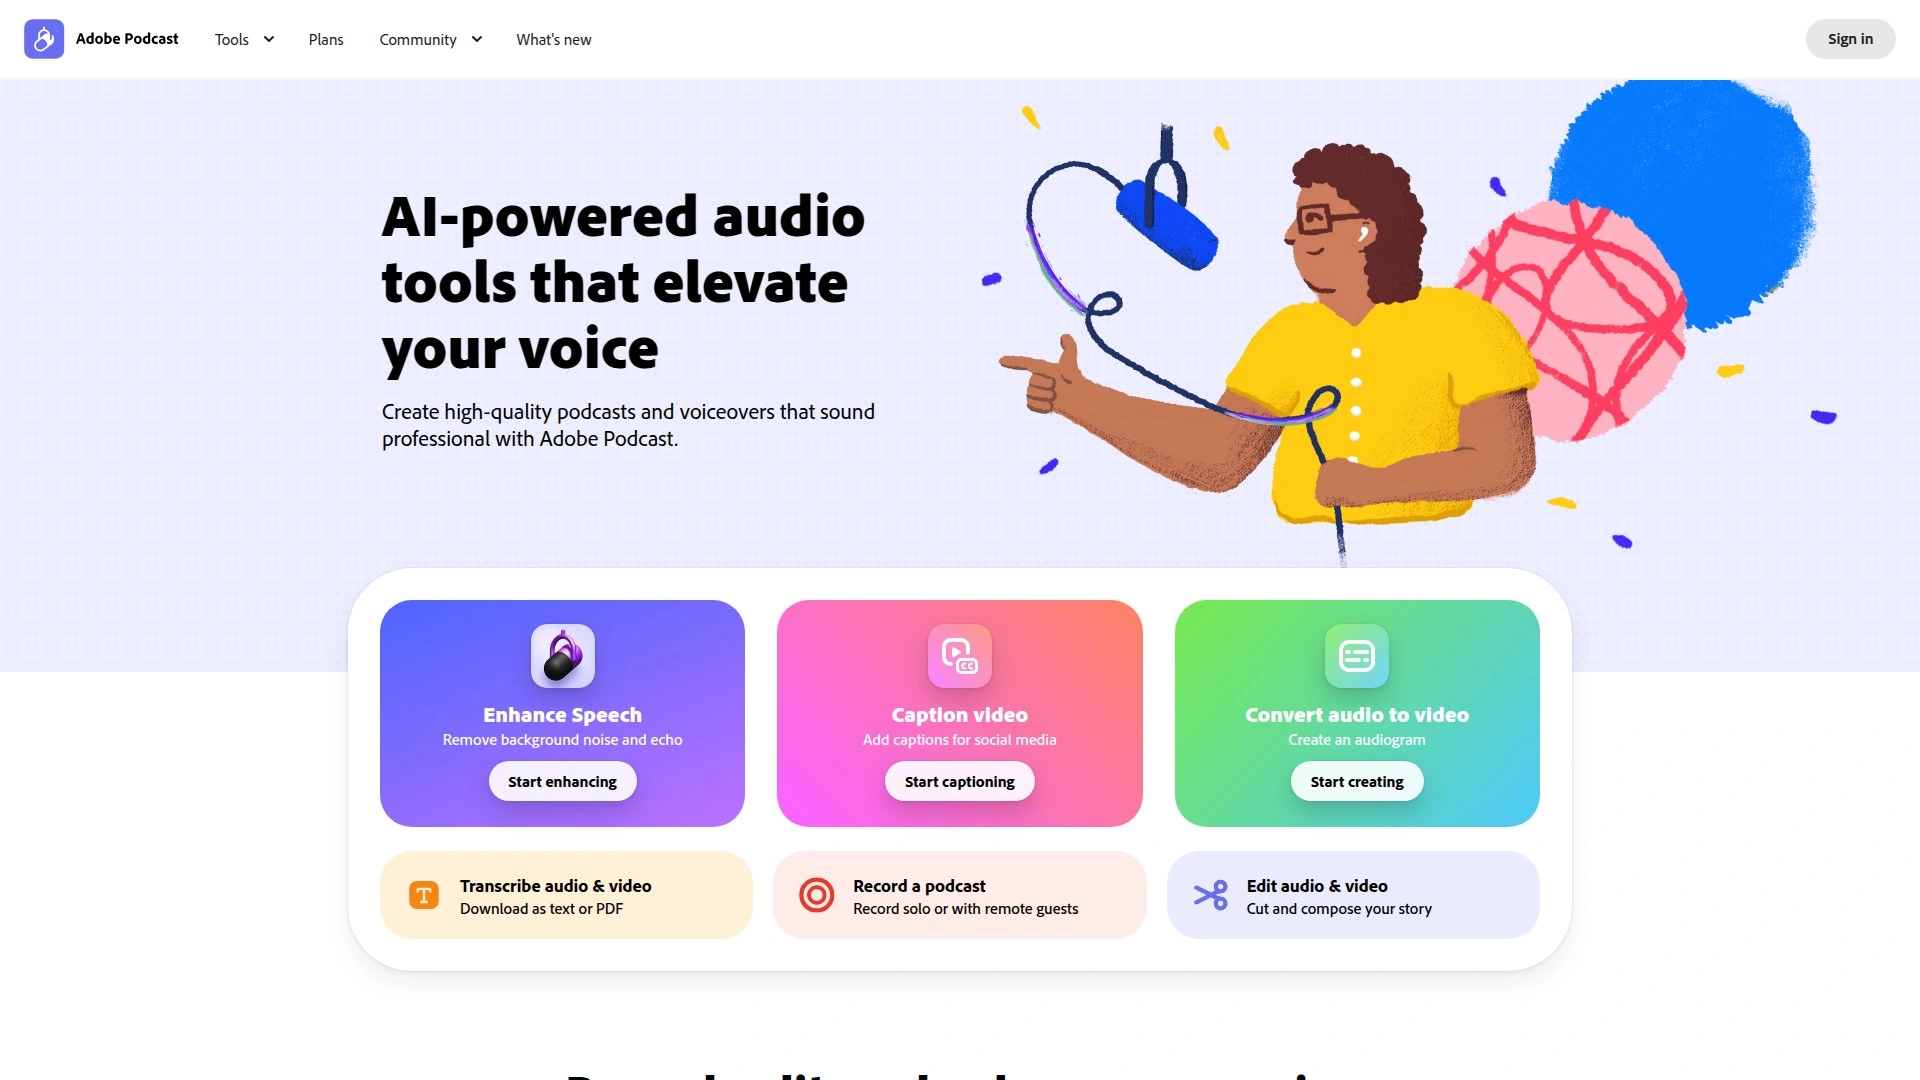 Adobe Podcast
Tools
Plans
Community
What's new
Sign in
AI-powered audio
tools that elevate
your voice
Create high-quality podcasts and voiceovers that sound
professional with Adobe Podcast.
Enhance Speech
Remove background noise and echo
Start enhancing
CC
Caption video
Add captions for social media
Start captioning
Convert audio to video
Create an audiogram
Start creating
T
Transcribe audio & video
Download as text or PDF
Record a podcast
Record solo or with remote guests
Edit audio & video
Cut and compose your story